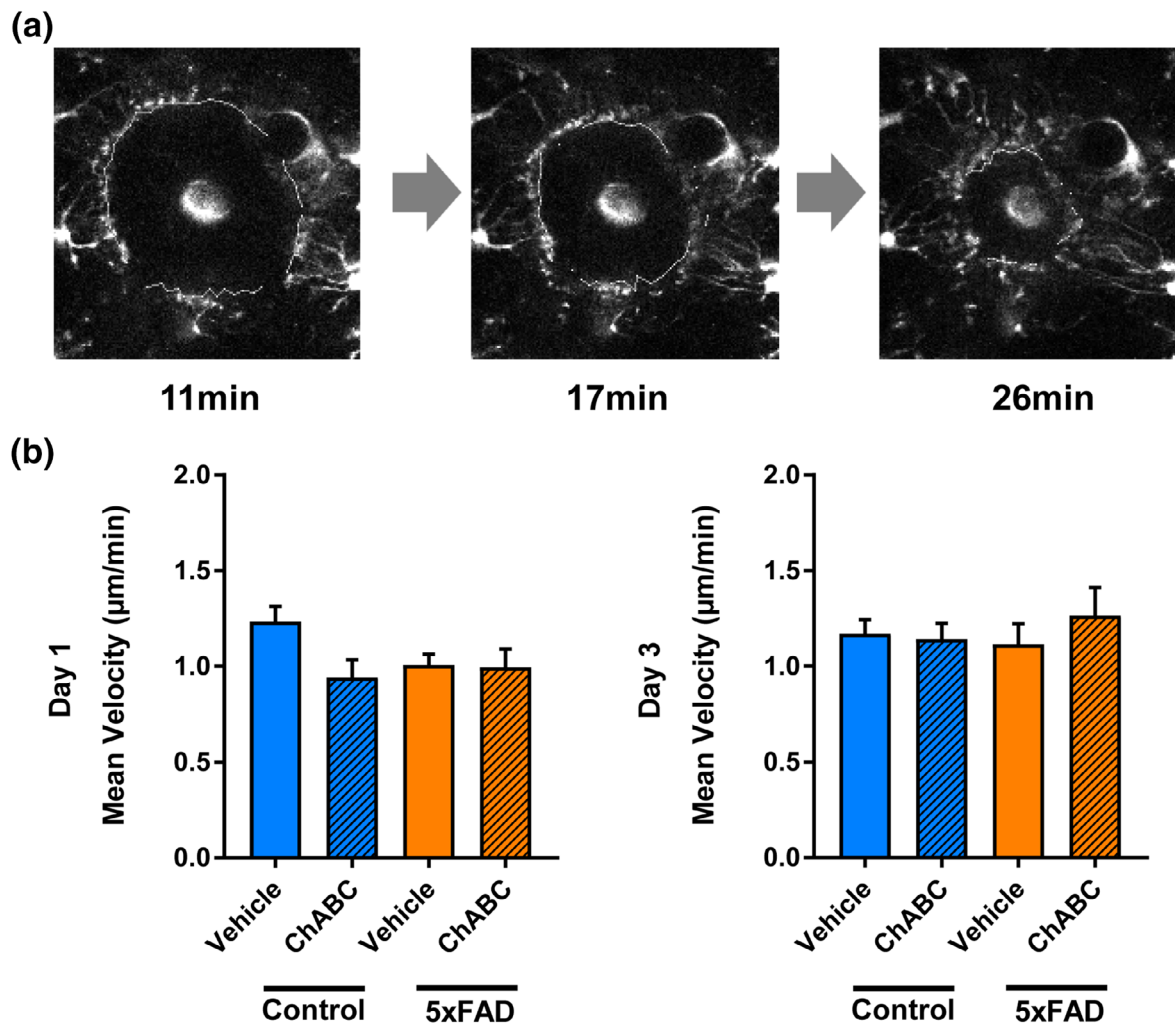 (a)
11min
17min
26min
(b)
Day 1
Mean Velocity (µm/min)
2.0
1.5
1.0
0.5
0.0
Vehicle
ChABC
Vehicle
ChABC
Control
5xFAD
Day 3
Mean Velocity (µm/min)
2.0
1.5
1.0
0.5
0.0
Vehicle
ChABC
Vehicle
ChABC
Control
5xFAD